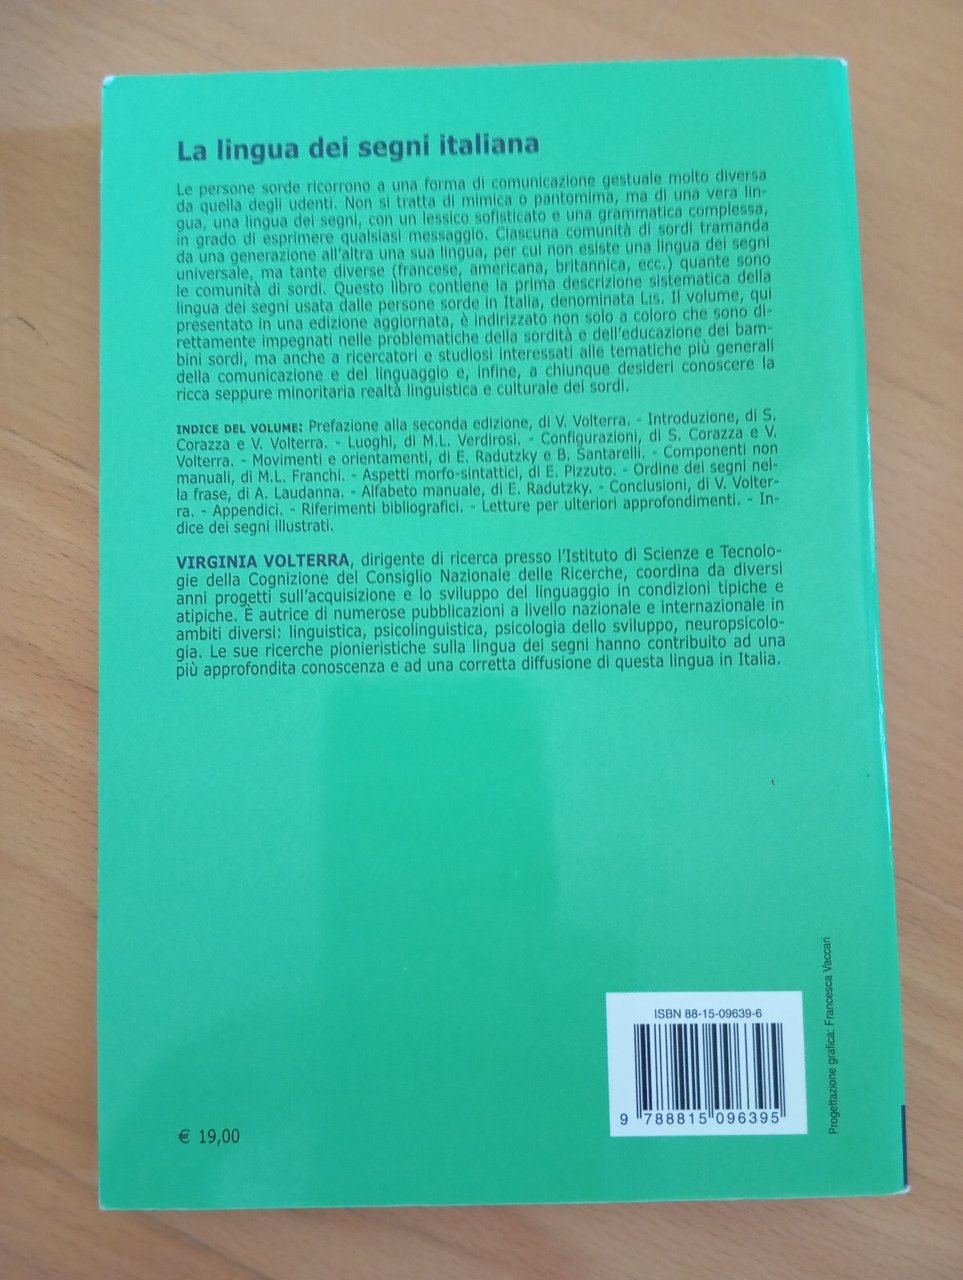 La lingua dei segni italiana
Le persone sorde ricorrono a una forma di comunicazione gestuale molto diversa
da quella degli udenti. Non si tratta di mimica o pantomima, ma di una vera lin-
gua, una lingua dei segni, con un lessico sofisticato e una grammatica complessa,
in grado di esprimere qualsiasi messaggio. Ciascuna comunità di sordi tramanda
da una generazione all'altra una sua lingua, per cui non esiste una lingua dei segni
universale, ma tante diverse (francese, americana, britannica, ecc.) quante sono
le comunità di sordi. Questo libro contiene la prima descrizione sistematica della
lingua dei segni usata dalle persone sorde in Italia, denominata LIS. Il volume, qui
presentato in una edizione aggiornata, è indirizzato non solo a coloro che sono di-
rettamente impegnati nelle problematiche della sordità e dell'educazione dei bam-
bini sordi, ma anche a ricercatori e studiosi interessati alle tematiche più generali
della comunicazione e del linguaggio e, infine, a chiunque desideri conoscere la
ricca seppure minoritaria realtà linguistica e culturale dei sordi.
INDICE DEL VOLUME: Prefazione alla seconda edizione, di V. Volterra. - Introduzione, di S.
Corazza e V. Volterra. - Luoghi, di M.L. Verdirosi. - Configurazioni, di S. Corazza e V.
Volterra. - Movimenti e orientamenti, di E. Radutzky e B. Santarelli. - Componenti non
manuali, di M.L. Franchi. - Aspetti morfo-sintattici, di E. Pizzuto. - Ordine dei segni nel-
la frase, di A. Laudanna. - Alfabeto manuale, di E. Radutzky. - Conclusioni, di V. Volter-
ra. - Appendici. - Riferimenti bibliografici. - Letture per ulteriori approfondimenti. - In-
dice dei segni illustrati.
VIRGINIA VOLTERRA, dirigente di ricerca presso l'Istituto di Scienze e Tecnolo-
gie della Cognizione del Consiglio Nazionale delle Ricerche, coordina da diversi
anni progetti sull'acquisizione e lo sviluppo del linguaggio in condizioni tipiche e
atipiche. È autrice di numerose pubblicazioni a livello nazionale e internazionale in
ambiti diversi: linguistica, psicolinguistica, psicologia dello sviluppo, neuropsicolo-
gia. Le sue ricerche pionieristiche sulla lingua dei segni hanno contribuito ad una
più approfondita conoscenza e ad una corretta diffusione di questa lingua in Italia.
€ 19,00
ISBN 88-15-09639-6
9 788815 096395
Progettazione grafica: Francesca Vaccari